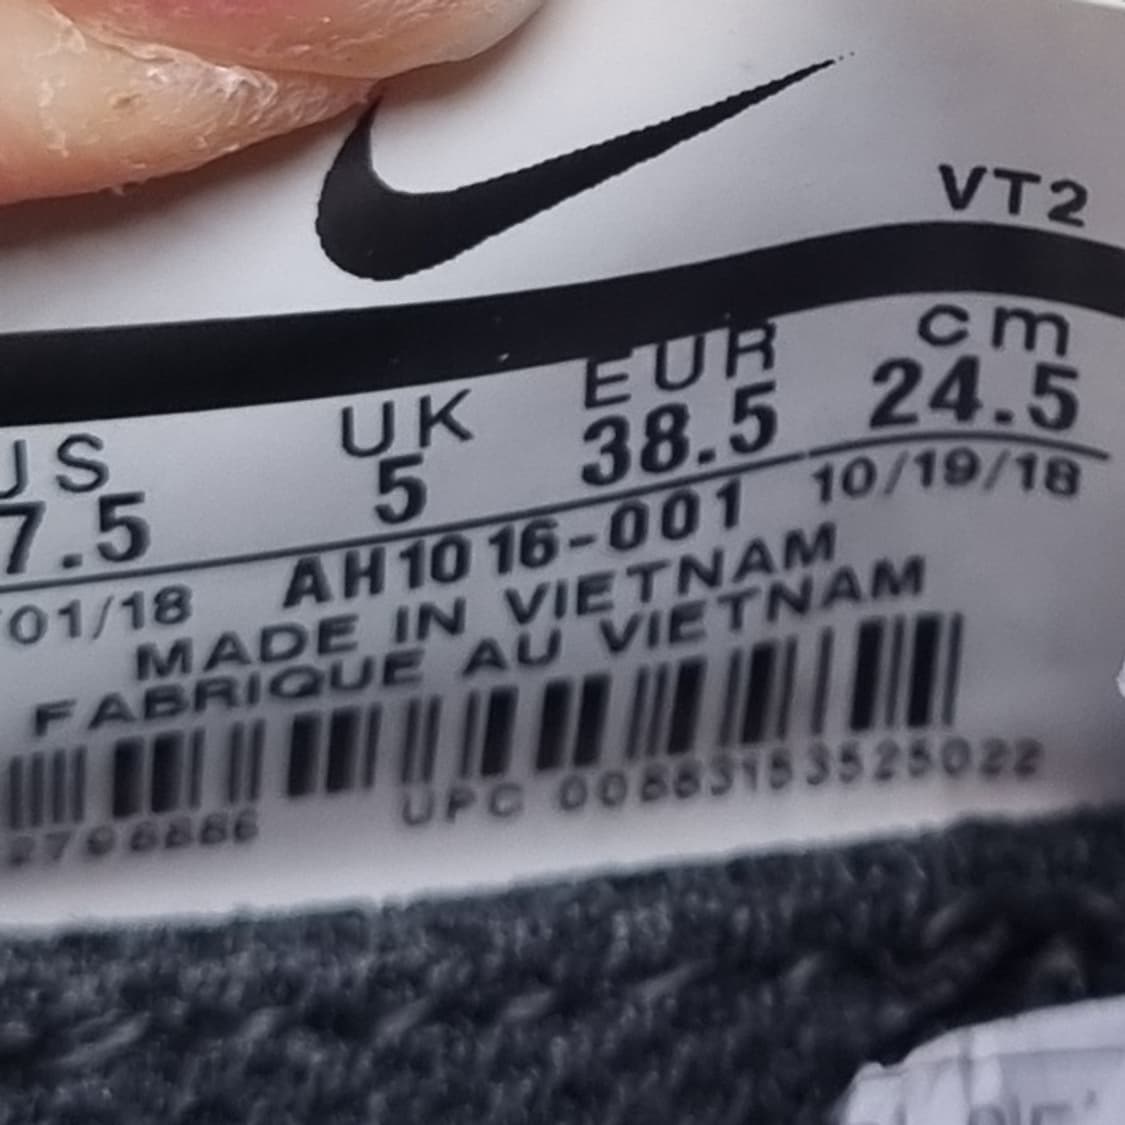 VT2
US UK EUR cm
7.5 5 38.5 24.5
01/18 AH1016-001 10/19/18
MADE IN VIETNAM
FABRIQUE AU VIETNAM
UPC